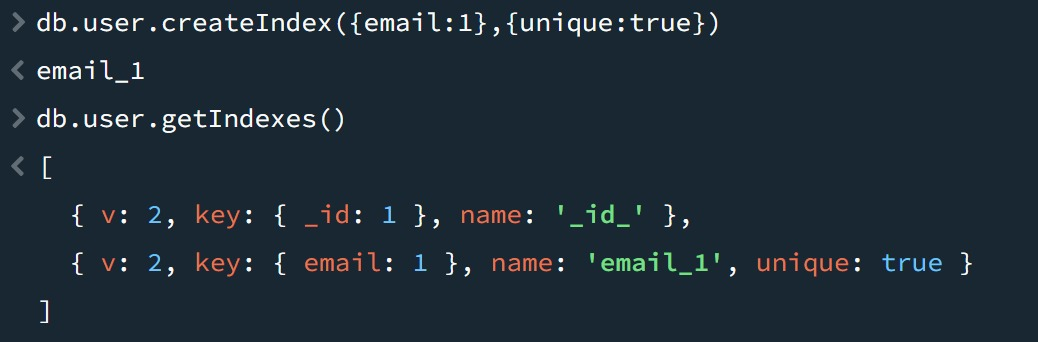 > db.user.createIndex({email:1},{unique:true})
< email_1
> db.user.getIndexes()
< [
{ v: 2, key: { _id: 1 }, name: '_id_' },
{ v: 2, key: { email: 1 }, name: 'email_1', unique: true }
]